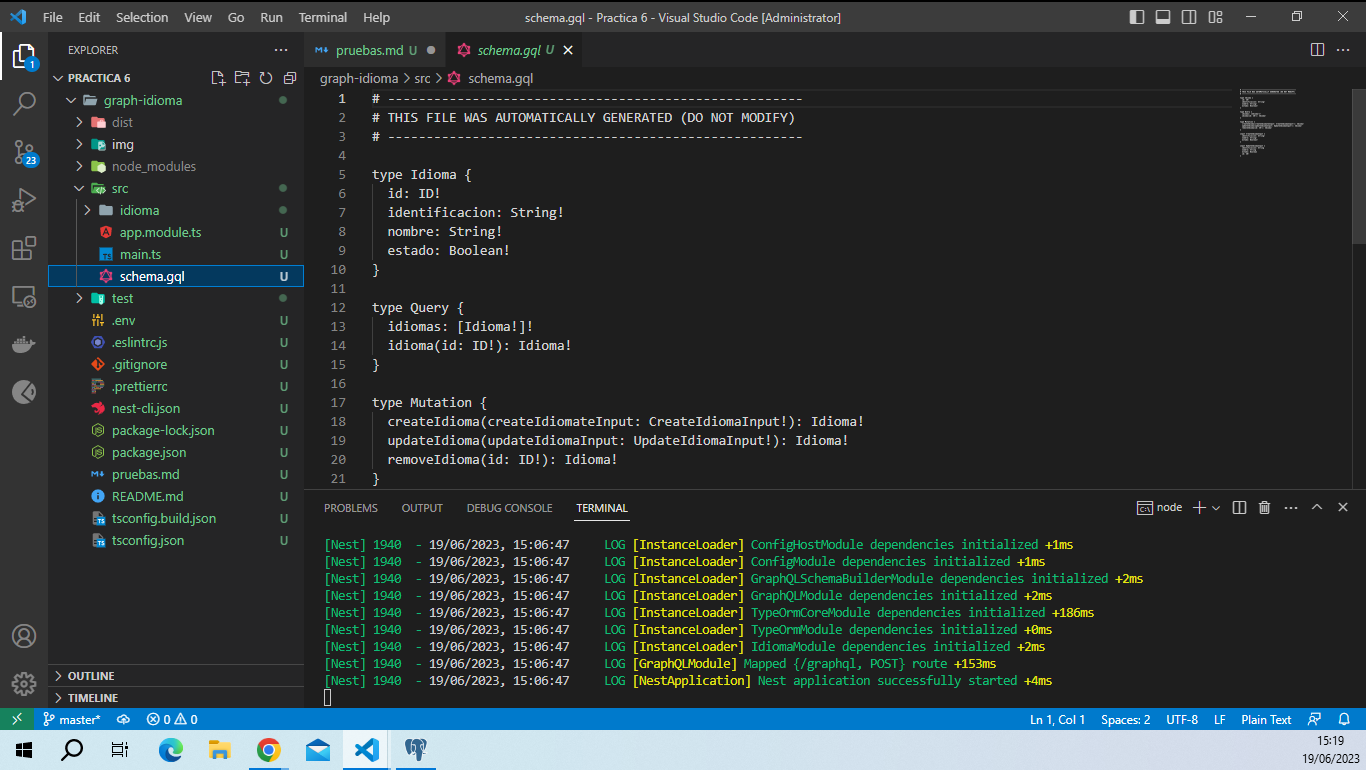 File Edit Selection View Go Run Terminal Help
schema.gql - Practica 6 - Visual Studio Code [Administrator]
EXPLORER
PRACTICA 6
graph-idioma
dist
img
node_modules
src
idioma
app.module.ts U
main.ts U
schema.gql U
test
.env U
.eslintrc.js U
.gitignore U
.prettierrc U
nest-cli.json U
package-lock.json U
package.json U
pruebas.md U
README.md U
tsconfig.build.json U
tsconfig.json U
OUTLINE
TIMELINE
1
23
pruebas.md U
schema.gql U
graph-idioma > src > schema.gql
1 # ------------------------------------------------------
2 # THIS FILE WAS AUTOMATICALLY GENERATED (DO NOT MODIFY)
3 # ------------------------------------------------------
4
5 type Idioma {
6 id: ID!
7 identificacion: String!
8 nombre: String!
9 estado: Boolean!
10 }
11
12 type Query {
13 idiomas: [Idioma!]!
14 idioma(id: ID!): Idioma!
15 }
16
17 type Mutation {
18 createIdioma(createIdiomateInput: CreateIdiomaInput!): Idioma!
19 updateIdioma(updateIdiomaInput: UpdateIdiomaInput!): Idioma!
20 removeIdioma(id: ID!): Idioma!
21 }
PROBLEMS OUTPUT DEBUG CONSOLE TERMINAL
node
[Nest] 1940 - 19/06/2023, 15:06:47 LOG [InstanceLoader] ConfigHostModule dependencies initialized +1ms
[Nest] 1940 - 19/06/2023, 15:06:47 LOG [InstanceLoader] ConfigModule dependencies initialized +1ms
[Nest] 1940 - 19/06/2023, 15:06:47 LOG [InstanceLoader] GraphQLSchemaBuilderModule dependencies initialized +2ms
[Nest] 1940 - 19/06/2023, 15:06:47 LOG [InstanceLoader] GraphQLModule dependencies initialized +2ms
[Nest] 1940 - 19/06/2023, 15:06:47 LOG [InstanceLoader] TypeOrmCoreModule dependencies initialized +186ms
[Nest] 1940 - 19/06/2023, 15:06:47 LOG [InstanceLoader] TypeOrmModule dependencies initialized +0ms
[Nest] 1940 - 19/06/2023, 15:06:47 LOG [InstanceLoader] IdiomaModule dependencies initialized +2ms
[Nest] 1940 - 19/06/2023, 15:06:47 LOG [GraphQLModule] Mapped {/graphql, POST} route +153ms
[Nest] 1940 - 19/06/2023, 15:06:47 LOG [NestApplication] Nest application successfully started +4ms
master* 0 0
Ln 1, Col 1 Spaces: 2 UTF-8 LF Plain Text
15:19
19/06/2023